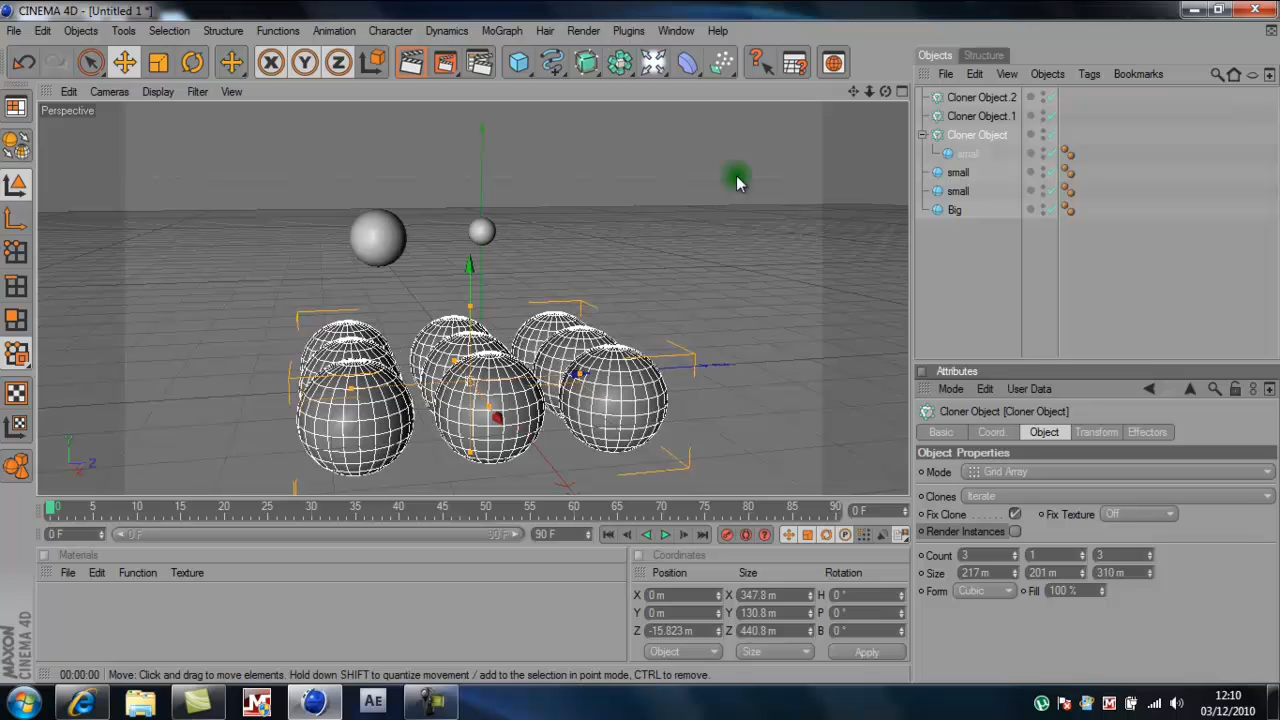 CINEMA 4D - [Untitled 1 *]
File Edit Objects Tools Selection Structure Functions Animation Character Dynamics MoGraph Hair Render Plugins Window Help
X Y Z
Objects Structure
File Edit View Objects Tags Bookmarks
Edit Cameras Display Filter View
Perspective
Cloner Object.2
Cloner Object.1
Cloner Object
small
small
small
Big
Y
X Z
Attributes
Mode Edit User Data
Cloner Object [Cloner Object]
Basic Coord. Object Transform Effectors
Object Properties
Mode Grid Array
Clones Iterate
Fix Clone Fix Texture Off
Render Instances
Count 3 1 3
Size 217 m 201 m 310 m
Form Cubic Fill 100 %
0 5 10 15 20 25 30 35 40 45 50 55 60 65 70 75 80 85 90 0 F
0 F 0 F 90 F 90 F
Materials
File Edit Function Texture
Coordinates
Position Size Rotation
X 0 m X 347.8 m H 0 °
Y 0 m Y 130.8 m P 0 °
Z -15.823 m Z 440.8 m B 0 °
Object Size Apply
MAXON
CINEMA 4D
00:00:00 Move: Click and drag to move elements. Hold down SHIFT to quantize movement / add to the selection in point mode, CTRL to remove.
AE
12:10
03/12/2010